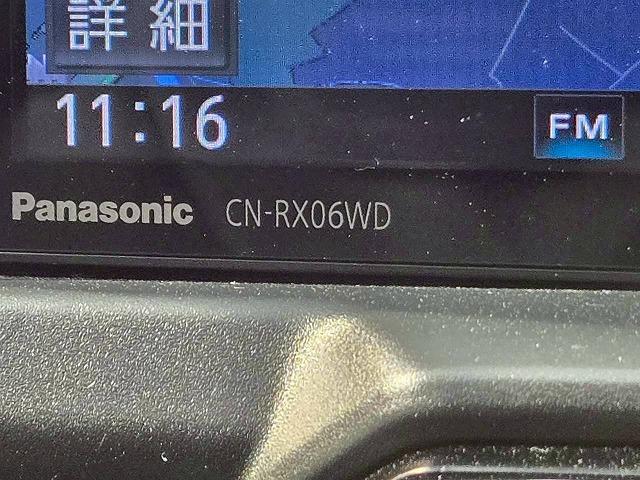 詳細
11:16
FM
Panasonic CN-RX06WD